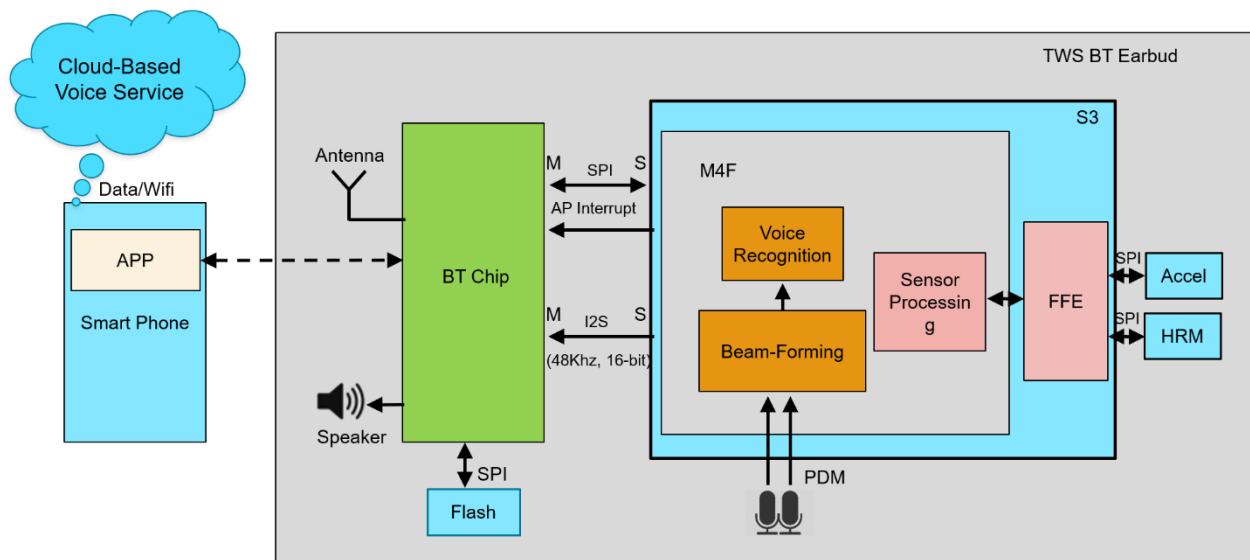 Cloud-Based
Voice Service
Data/Wifi
APP
Smart Phone
TWS BT Earbud
Antenna
BT Chip
Speaker
SPI
Flash
M
SPI
S
AP Interrupt
M
I2S
S
(48Khz, 16-bit)
S3
M4F
Voice
Recognition
Beam-Forming
Sensor
Processin
g
FFE
SPI
Accel
SPI
HRM
PDM